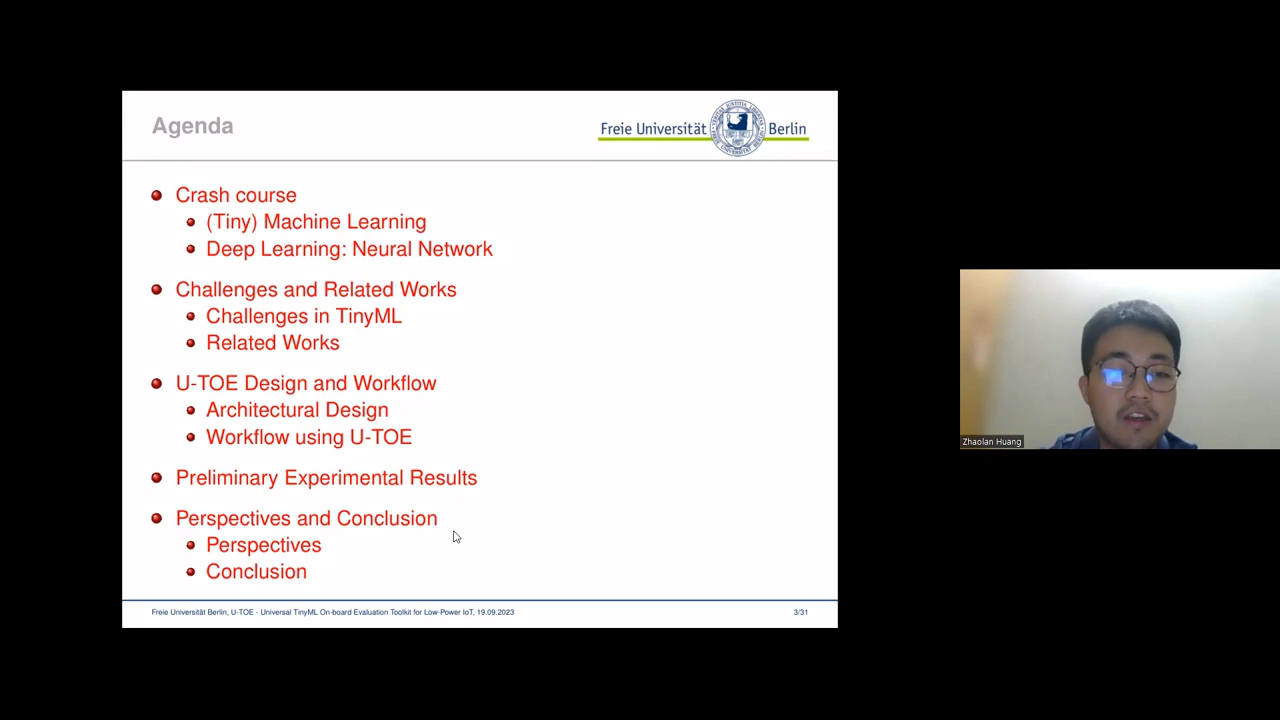 Agenda
Freie Universität Berlin
Crash course
(Tiny) Machine Learning
Deep Learning: Neural Network
Challenges and Related Works
Challenges in TinyML
Related Works
U-TOE Design and Workflow
Architectural Design
Workflow using U-TOE
Preliminary Experimental Results
Perspectives and Conclusion
Perspectives
Conclusion
Freie Universität Berlin, U-TOE - Universal TinyML On-board Evaluation Toolkit for Low-Power IoT, 19.09.2023
3/31
Zhaolan Huang